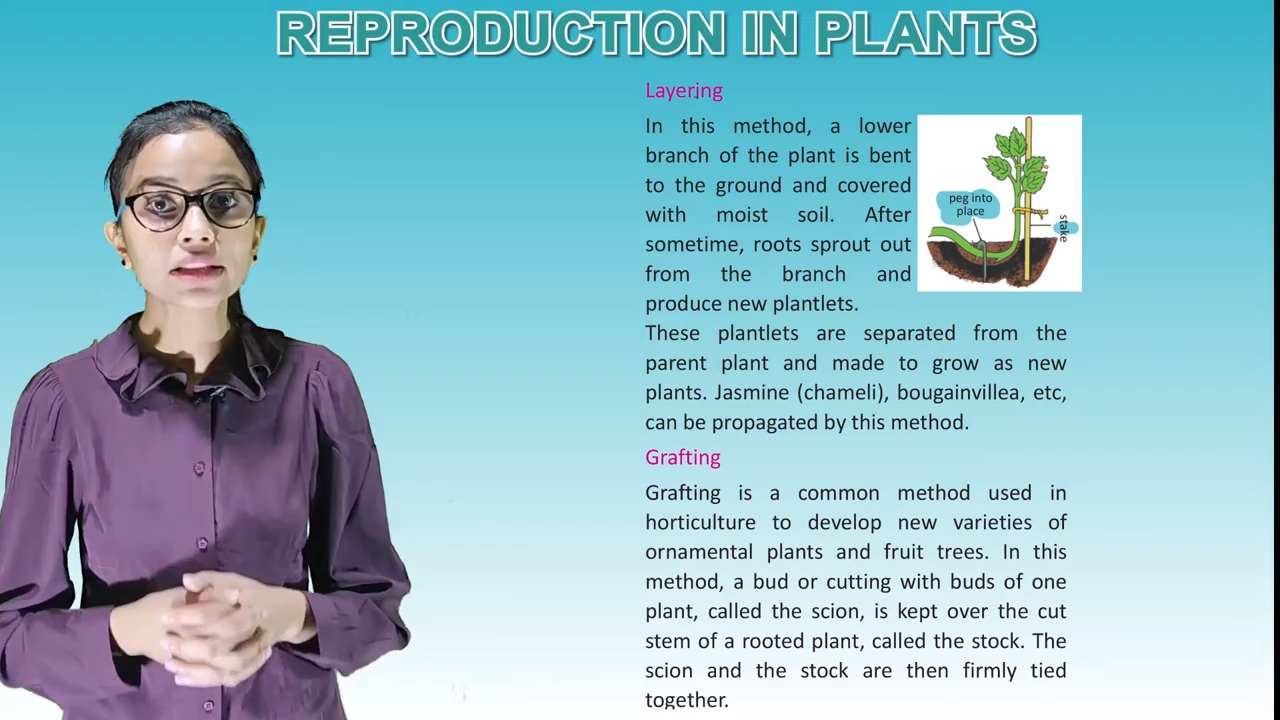 REPRODUCTION IN PLANTS
Layering
In this method, a lower
branch of the plant is bent
to the ground and covered
with moist soil. After
sometime, roots sprout out
from the branch and
produce new plantlets.
peg into
place
stake
These plantlets are separated from the
parent plant and made to grow as new
plants. Jasmine (chameli), bougainvillea, etc,
can be propagated by this method.
Grafting
Grafting is a common method used in
horticulture to develop new varieties of
ornamental plants and fruit trees. In this
method, a bud or cutting with buds of one
plant, called the scion, is kept over the cut
stem of a rooted plant, called the stock. The
scion and the stock are then firmly tied
together.